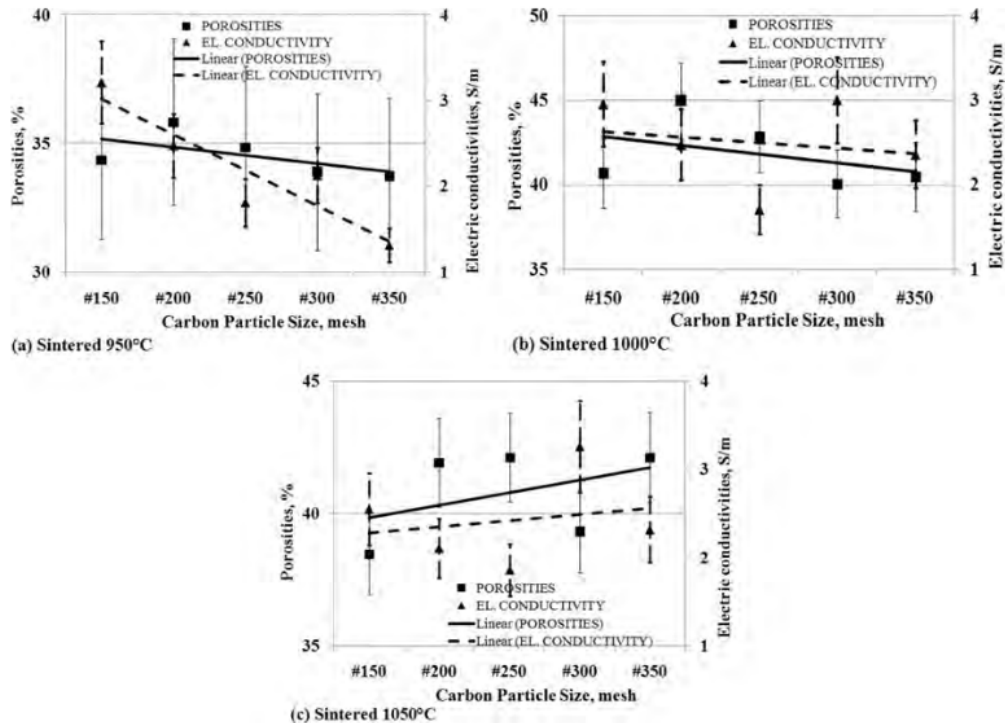 40
35
30
Porosities, %
4
3
2
1
Electric conductivities, S/m
POROSITIES
EL. CONDUCTIVITY
Linear (POROSITIES)
Linear (EL. CONDUCTIVITY)
#150 #200 #250 #300 #350
Carbon Particle Size, mesh
(a) Sintered 950°C
50
45
40
35
Porosities, %
4
3
2
1
Electric conductivities, S/m
POROSITIES
EL. CONDUCTIVITY
Linear (POROSITIES)
Linear (EL. CONDUCTIVITY)
#150 #200 #250 #300 #350
Carbon Particle Size, mesh
(b) Sintered 1000°C
45
40
35
Porosities, %
4
3
2
1
Electric conductivities, S/m
POROSITIES
EL. CONDUCTIVITY
Linear (POROSITIES)
Linear (EL. CONDUCTIVITY)
#150 #200 #250 #300 #350
Carbon Particle Size, mesh
(c) Sintered 1050°C